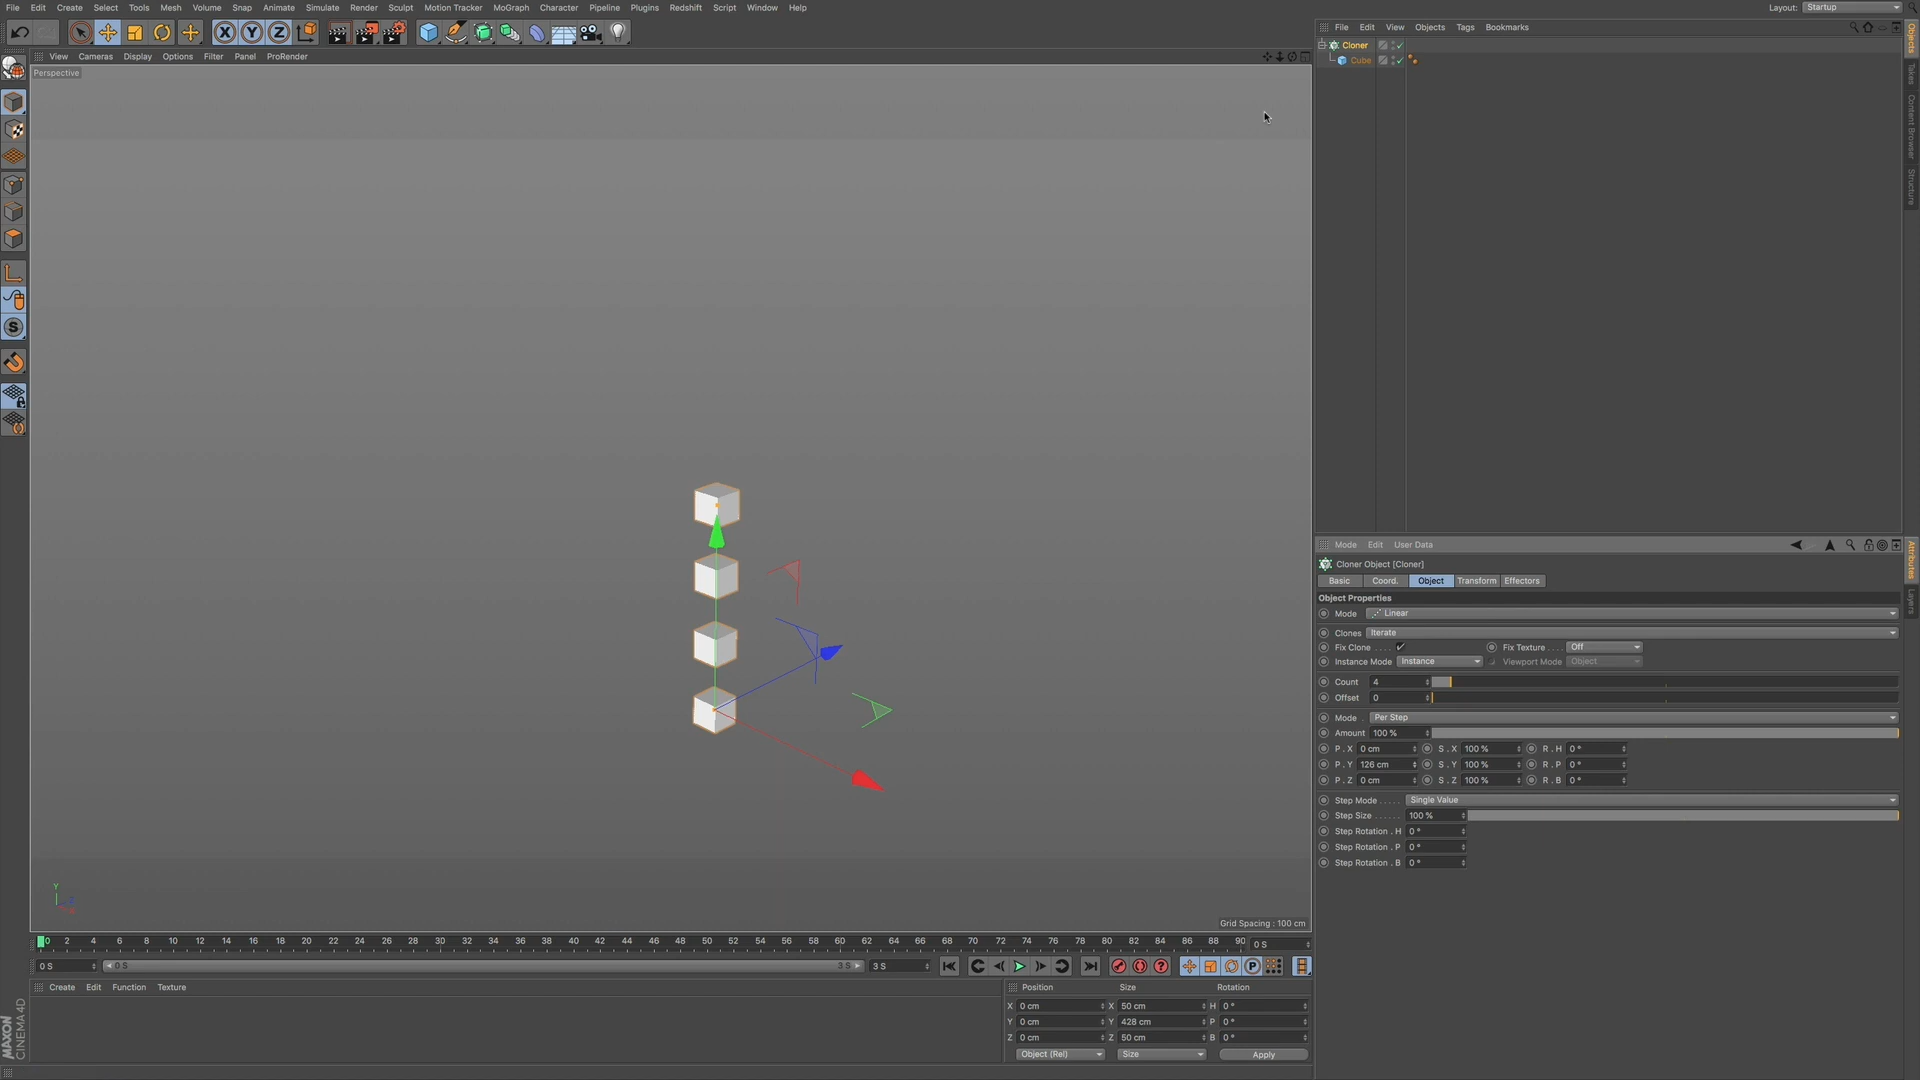 File Edit Create Select Tools Mesh Volume Snap Animate Simulate Render Sculpt Motion Tracker MoGraph Character Pipeline Plugins Redshift Script Window Help
Layout: Startup
X Y Z
View Cameras Display Options Filter Panel ProRender
Perspective
File Edit View Objects Tags Bookmarks
Cloner
Cube
Objects
Takes
Content Browser
Structure
Mode Edit User Data
Cloner Object [Cloner]
Basic Coord. Object Transform Effectors
Object Properties
Mode Linear
Clones Iterate
Fix Clone . . . . Fix Texture . . . . Off
Instance Mode Instance Viewport Mode Object
Count 4
Offset 0
Mode . Per Step
Amount 100 %
P . X 0 cm S . X 100 % R . H 0 °
P . Y 126 cm S . Y 100 % R . P 0 °
P . Z 0 cm S . Z 100 % R . B 0 °
Step Mode . . . . . Single Value
Step Size . . . . . . 100 %
Step Rotation . H 0 °
Step Rotation . P 0 °
Step Rotation . B 0 °
Attributes
Layers
S
Y
Grid Spacing : 100 cm
0 2 4 6 8 10 12 14 16 18 20 22 24 26 28 30 32 34 36 38 40 42 44 46 48 50 52 54 56 58 60 62 64 66 68 70 72 74 76 78 80 82 84 86 88 90 0 S
0 S 0 S 3 S 3 S ? P
Create Edit Function Texture
Position Size Rotation
X 0 cm X 50 cm H 0 °
Y 0 cm Y 428 cm P 0 °
Z 0 cm Z 50 cm B 0 °
Object (Rel) Size Apply
MAXON
CINEMA 4D